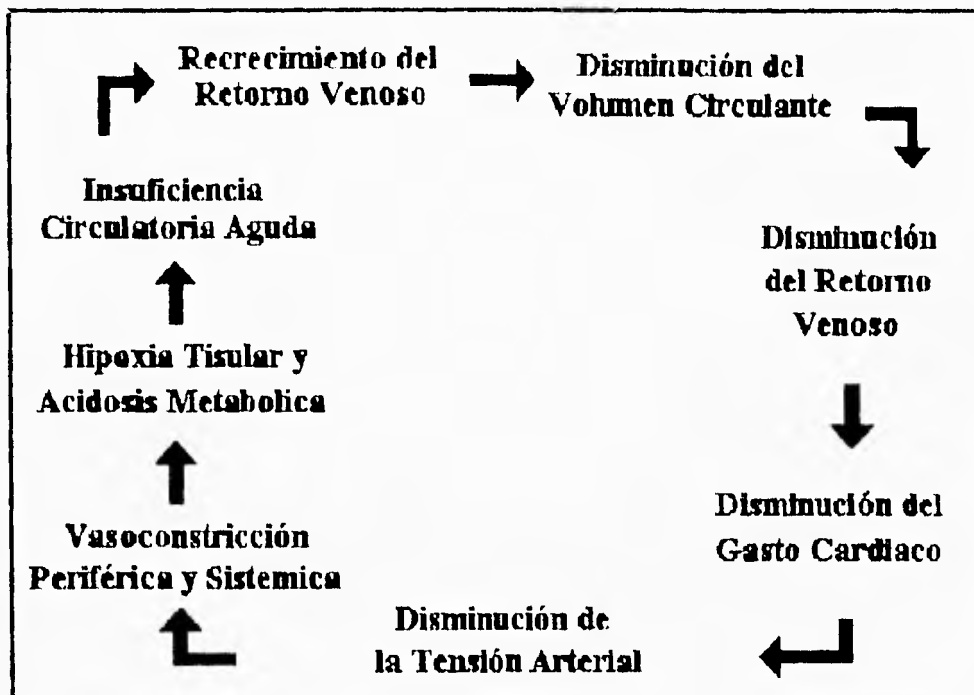 Recrecimiento del
Retorno Venoso
Disminución del
Volumen Circulante
Disminución
del Retorno
Venoso
Disminución del
Gasto Cardiaco
Disminución de
la Tensión Arterial
Vasoconstricción
Periférica y Sistemica
Hipoxia Tisular y
Acidosis Metabolica
Insuficiencia
Circulatoria Aguda